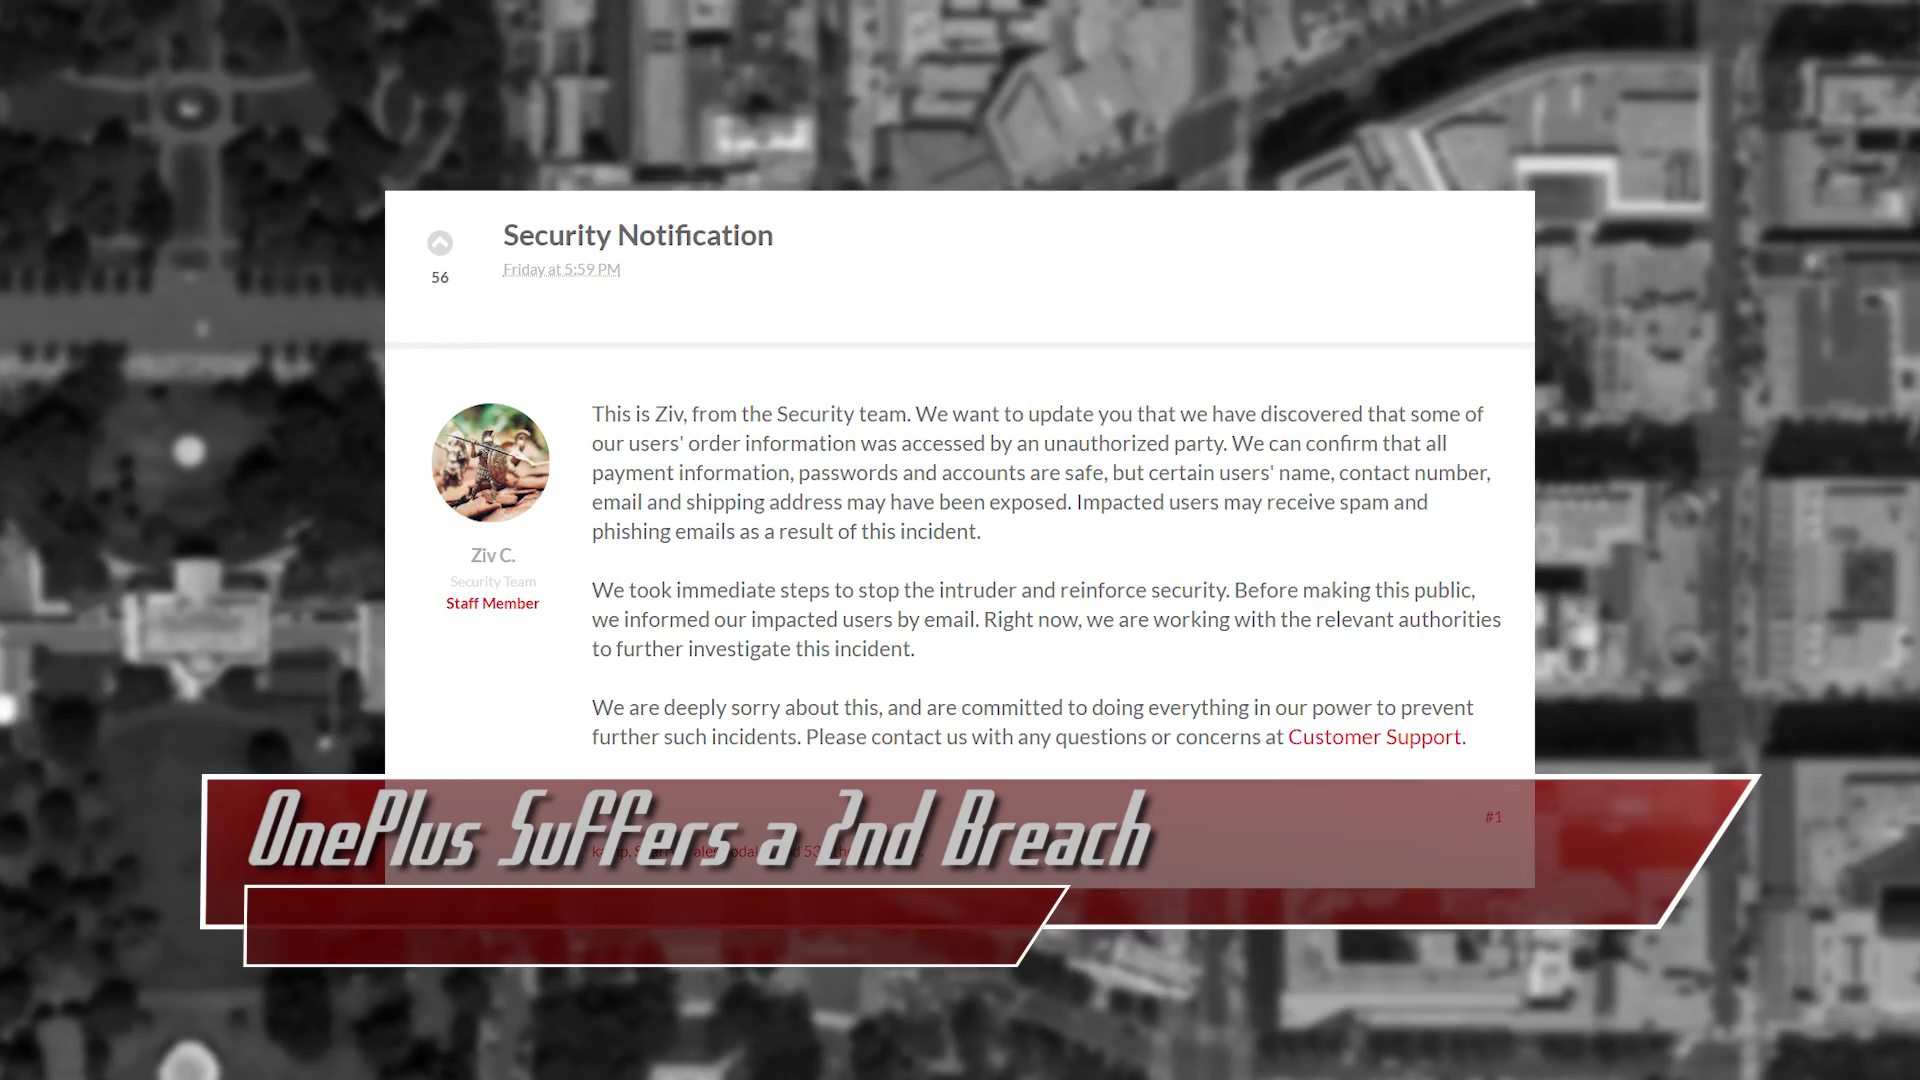 Security Notification
Friday at 5:59 PM
56
This is Ziv, from the Security team. We want to update you that we have discovered that some of
our users' order information was accessed by an unauthorized party. We can confirm that all
payment information, passwords and accounts are safe, but certain users' name, contact number,
email and shipping address may have been exposed. Impacted users may receive spam and
phishing emails as a result of this incident.
Ziv C.
Security Team
Staff Member
We took immediate steps to stop the intruder and reinforce security. Before making this public,
we informed our impacted users by email. Right now, we are working with the relevant authorities
to further investigate this incident.
We are deeply sorry about this, and are committed to doing everything in our power to prevent
further such incidents. Please contact us with any questions or concerns at Customer Support.
#1
OnePlus Suffers a 2nd Breach